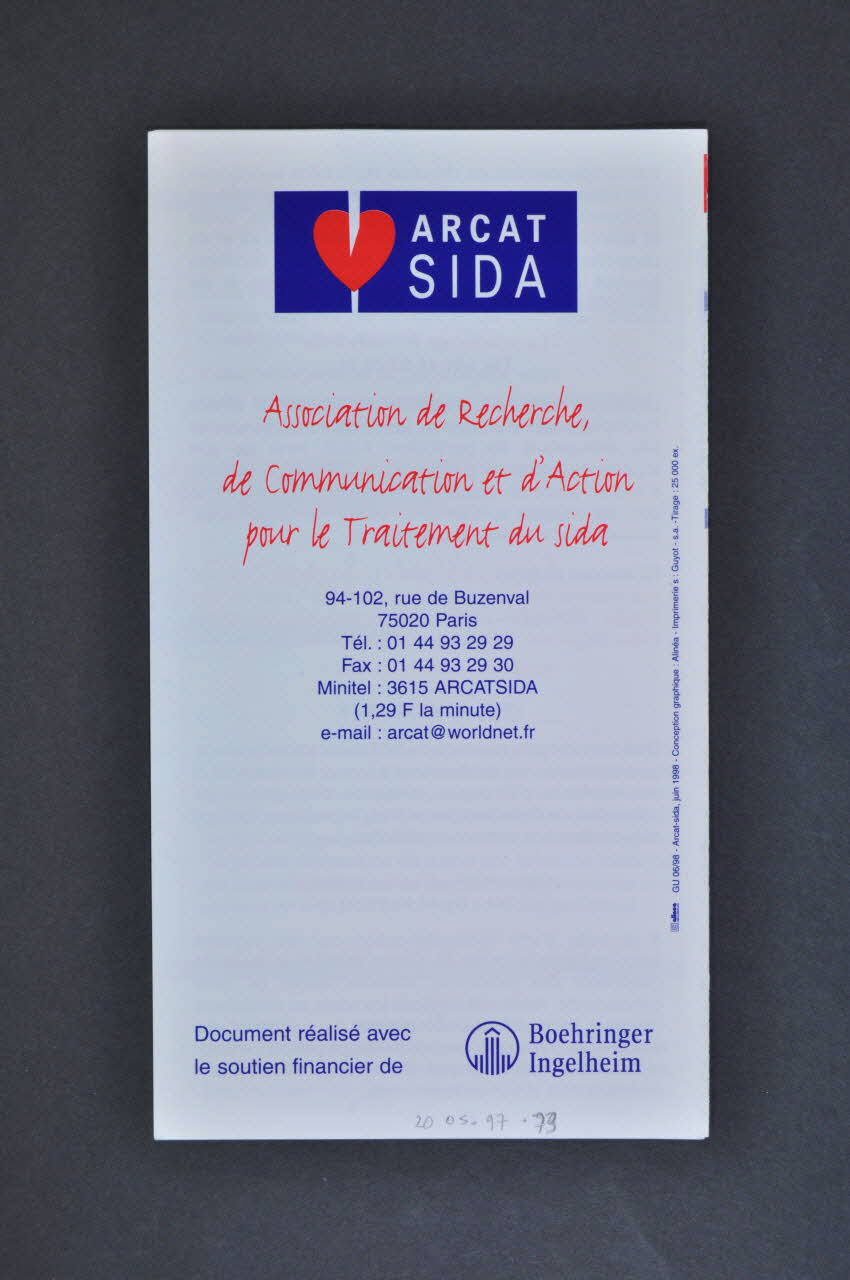 ARCAT
SIDA
Association de Recherche,
de Communication et d'Action
pour le Traitement du sida
94-102, rue de Buzenval
75020 Paris
Tél. : 01 44 93 29 29
Fax : 01 44 93 29 30
Minitel : 3615 ARCATSIDA
(1,29 F la minute)
e-mail : arcat@worldnet.fr
GU 06/98 - Arcat-sida, juin 1998 - Conception graphique : Alinéa - Imprimerie s : Guyot - s.a. -Tirage : 25 000 ex.
Document réalisé avec
le soutien financier de
Boehringer
Ingelheim
20 05.97 .